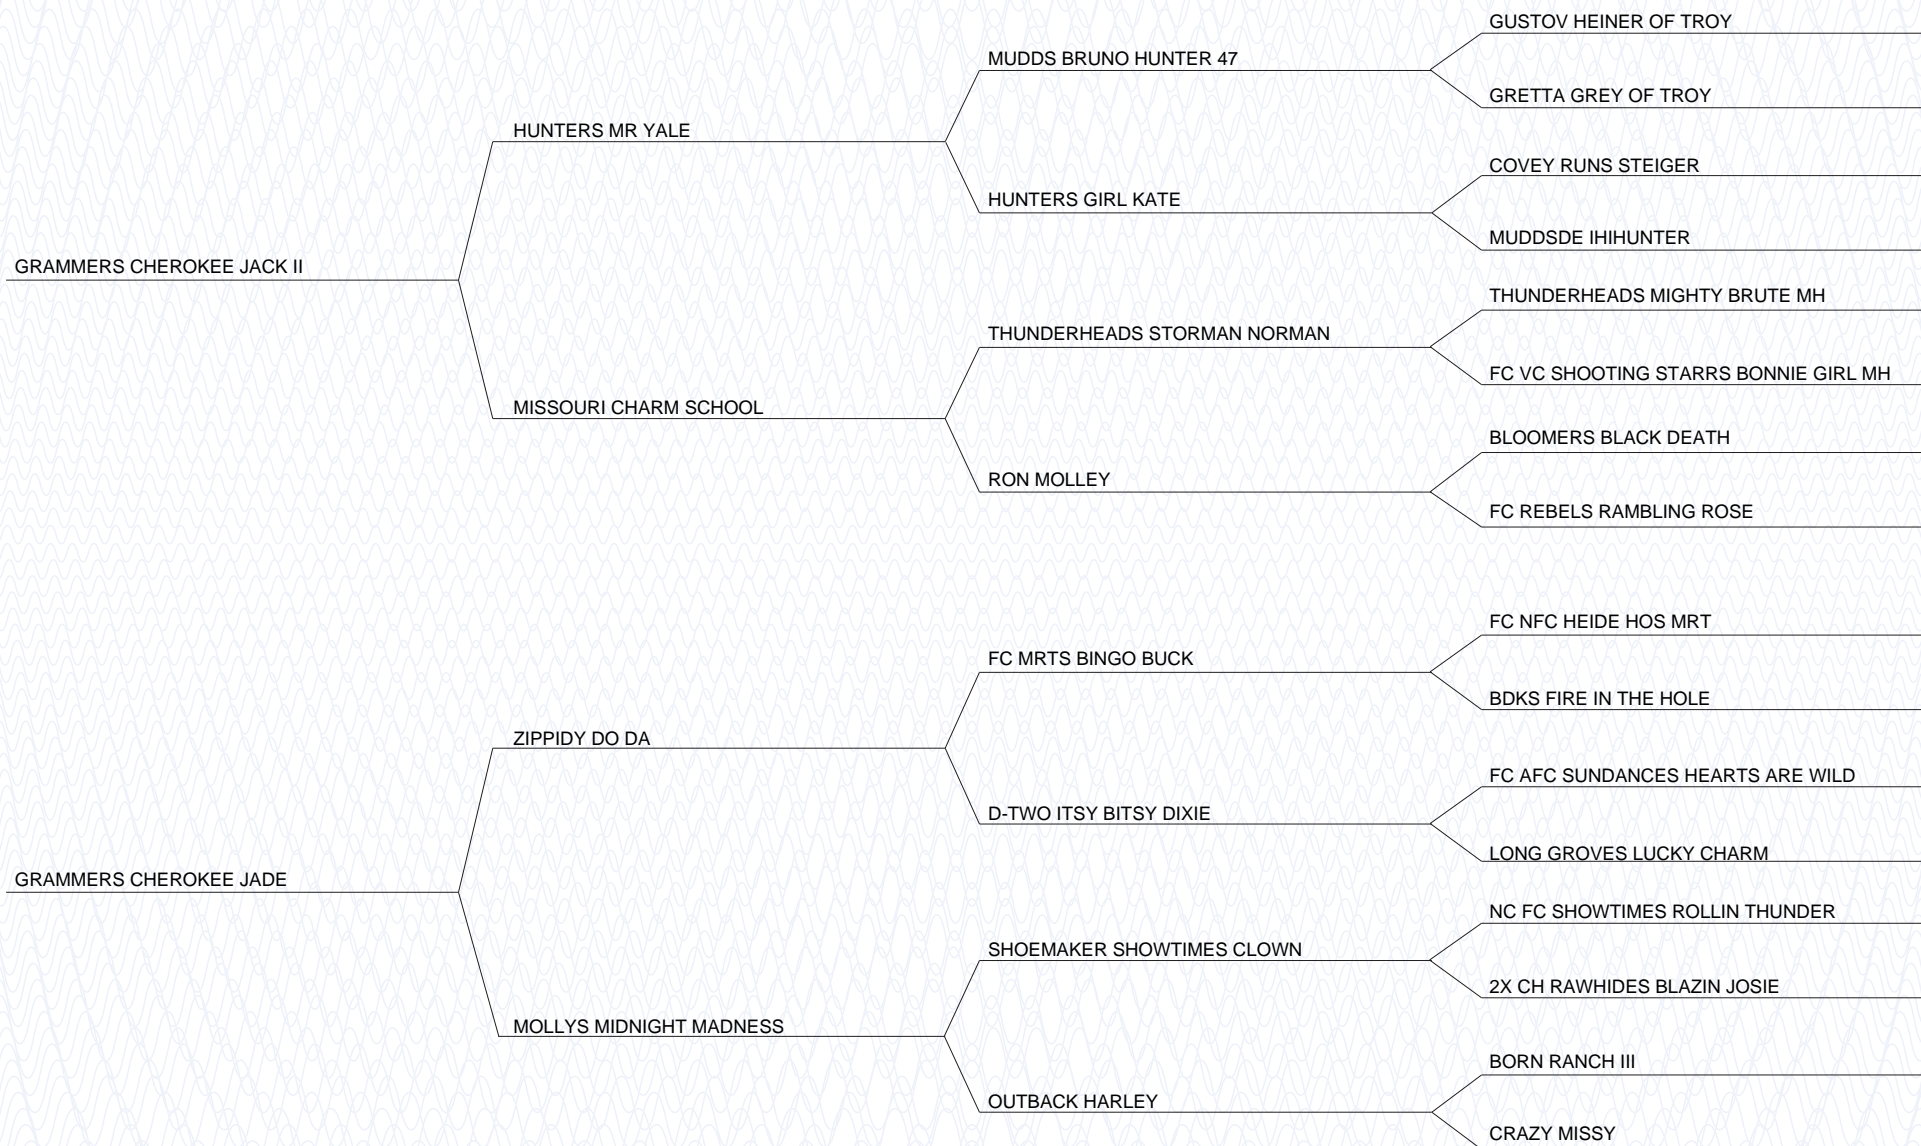 GUSTOV HEINER OF TROY
MUDDS BRUNO HUNTER 47
GRETTA GREY OF TROY
HUNTERS MR YALE
COVEY RUNS STEIGER
HUNTERS GIRL KATE
MUDDSDE IHIHUNTER
GRAMMERS CHEROKEE JACK II
THUNDERHEADS MIGHTY BRUTE MH
THUNDERHEADS STORMAN NORMAN
FC VC SHOOTING STARRS BONNIE GIRL MH
MISSOURI CHARM SCHOOL
BLOOMERS BLACK DEATH
RON MOLLEY
FC REBELS RAMBLING ROSE
FC NFC HEIDE HOS MRT
FC MRTS BINGO BUCK
BDKS FIRE IN THE HOLE
ZIPPIDY DO DA
FC AFC SUNDANCES HEARTS ARE WILD
D-TWO ITSY BITSY DIXIE
LONG GROVES LUCKY CHARM
GRAMMERS CHEROKEE JADE
NC FC SHOWTIMES ROLLIN THUNDER
SHOEMAKER SHOWTIMES CLOWN
2X CH RAWHIDES BLAZIN JOSIE
MOLLYS MIDNIGHT MADNESS
BORN RANCH III
OUTBACK HARLEY
CRAZY MISSY